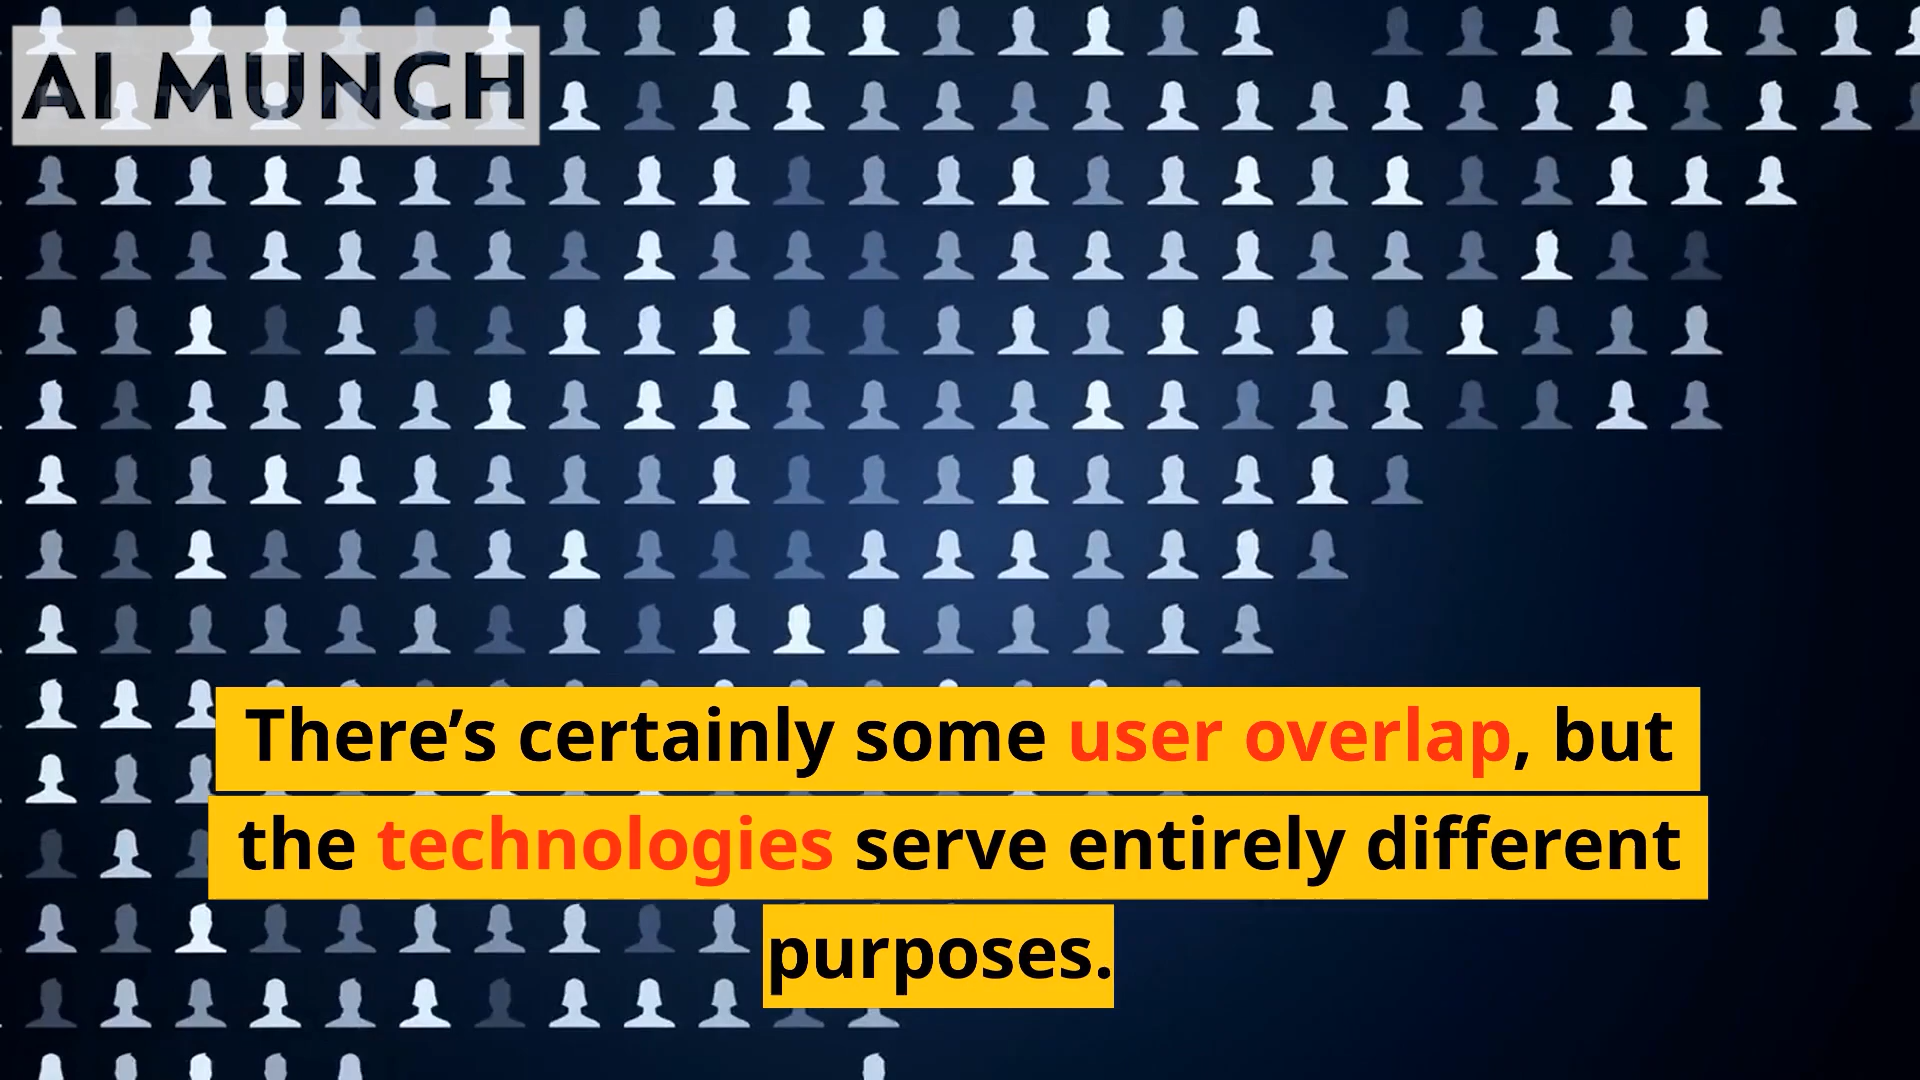 AI MUNCH
There’s certainly some user overlap, but
the technologies serve entirely different
purposes.